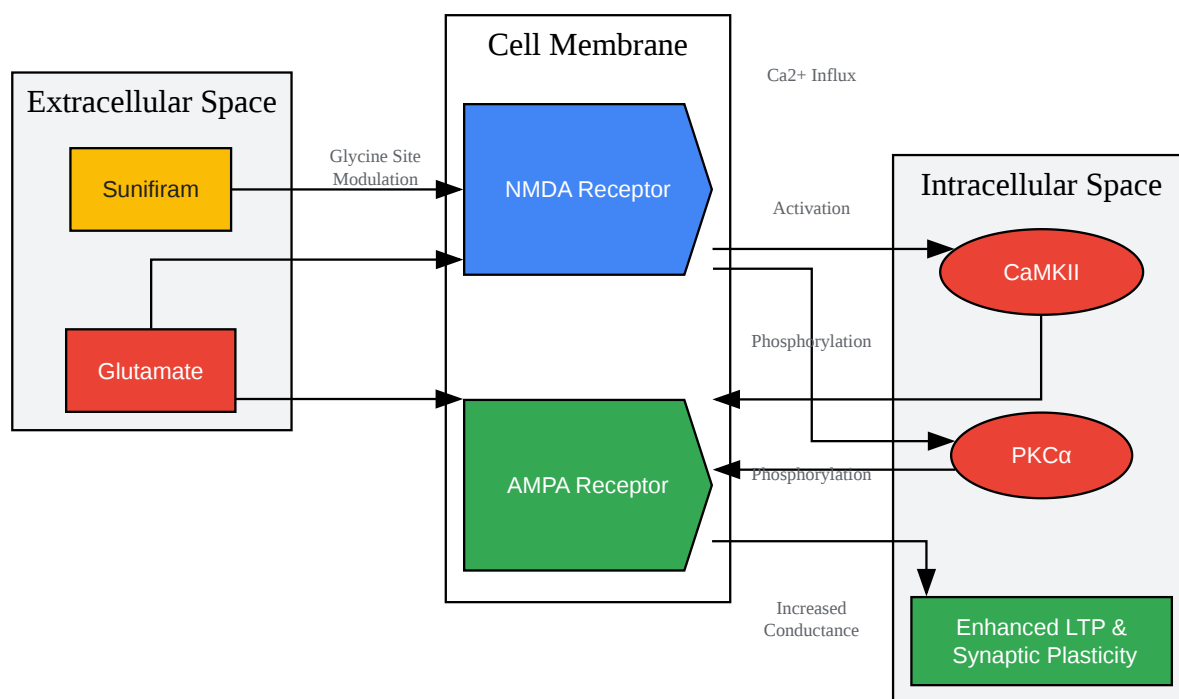 Cell Membrane
Ca2+ Influx
Extracellular Space
Sunifiram
Glycine Site
Modulation
NMDA Receptor
Intracellular Space
Activation
CaMKII
Glutamate
Phosphorylation
AMPA Receptor
PKCα
Phosphorylation
Increased
Conductance
Enhanced LTP &
Synaptic Plasticity